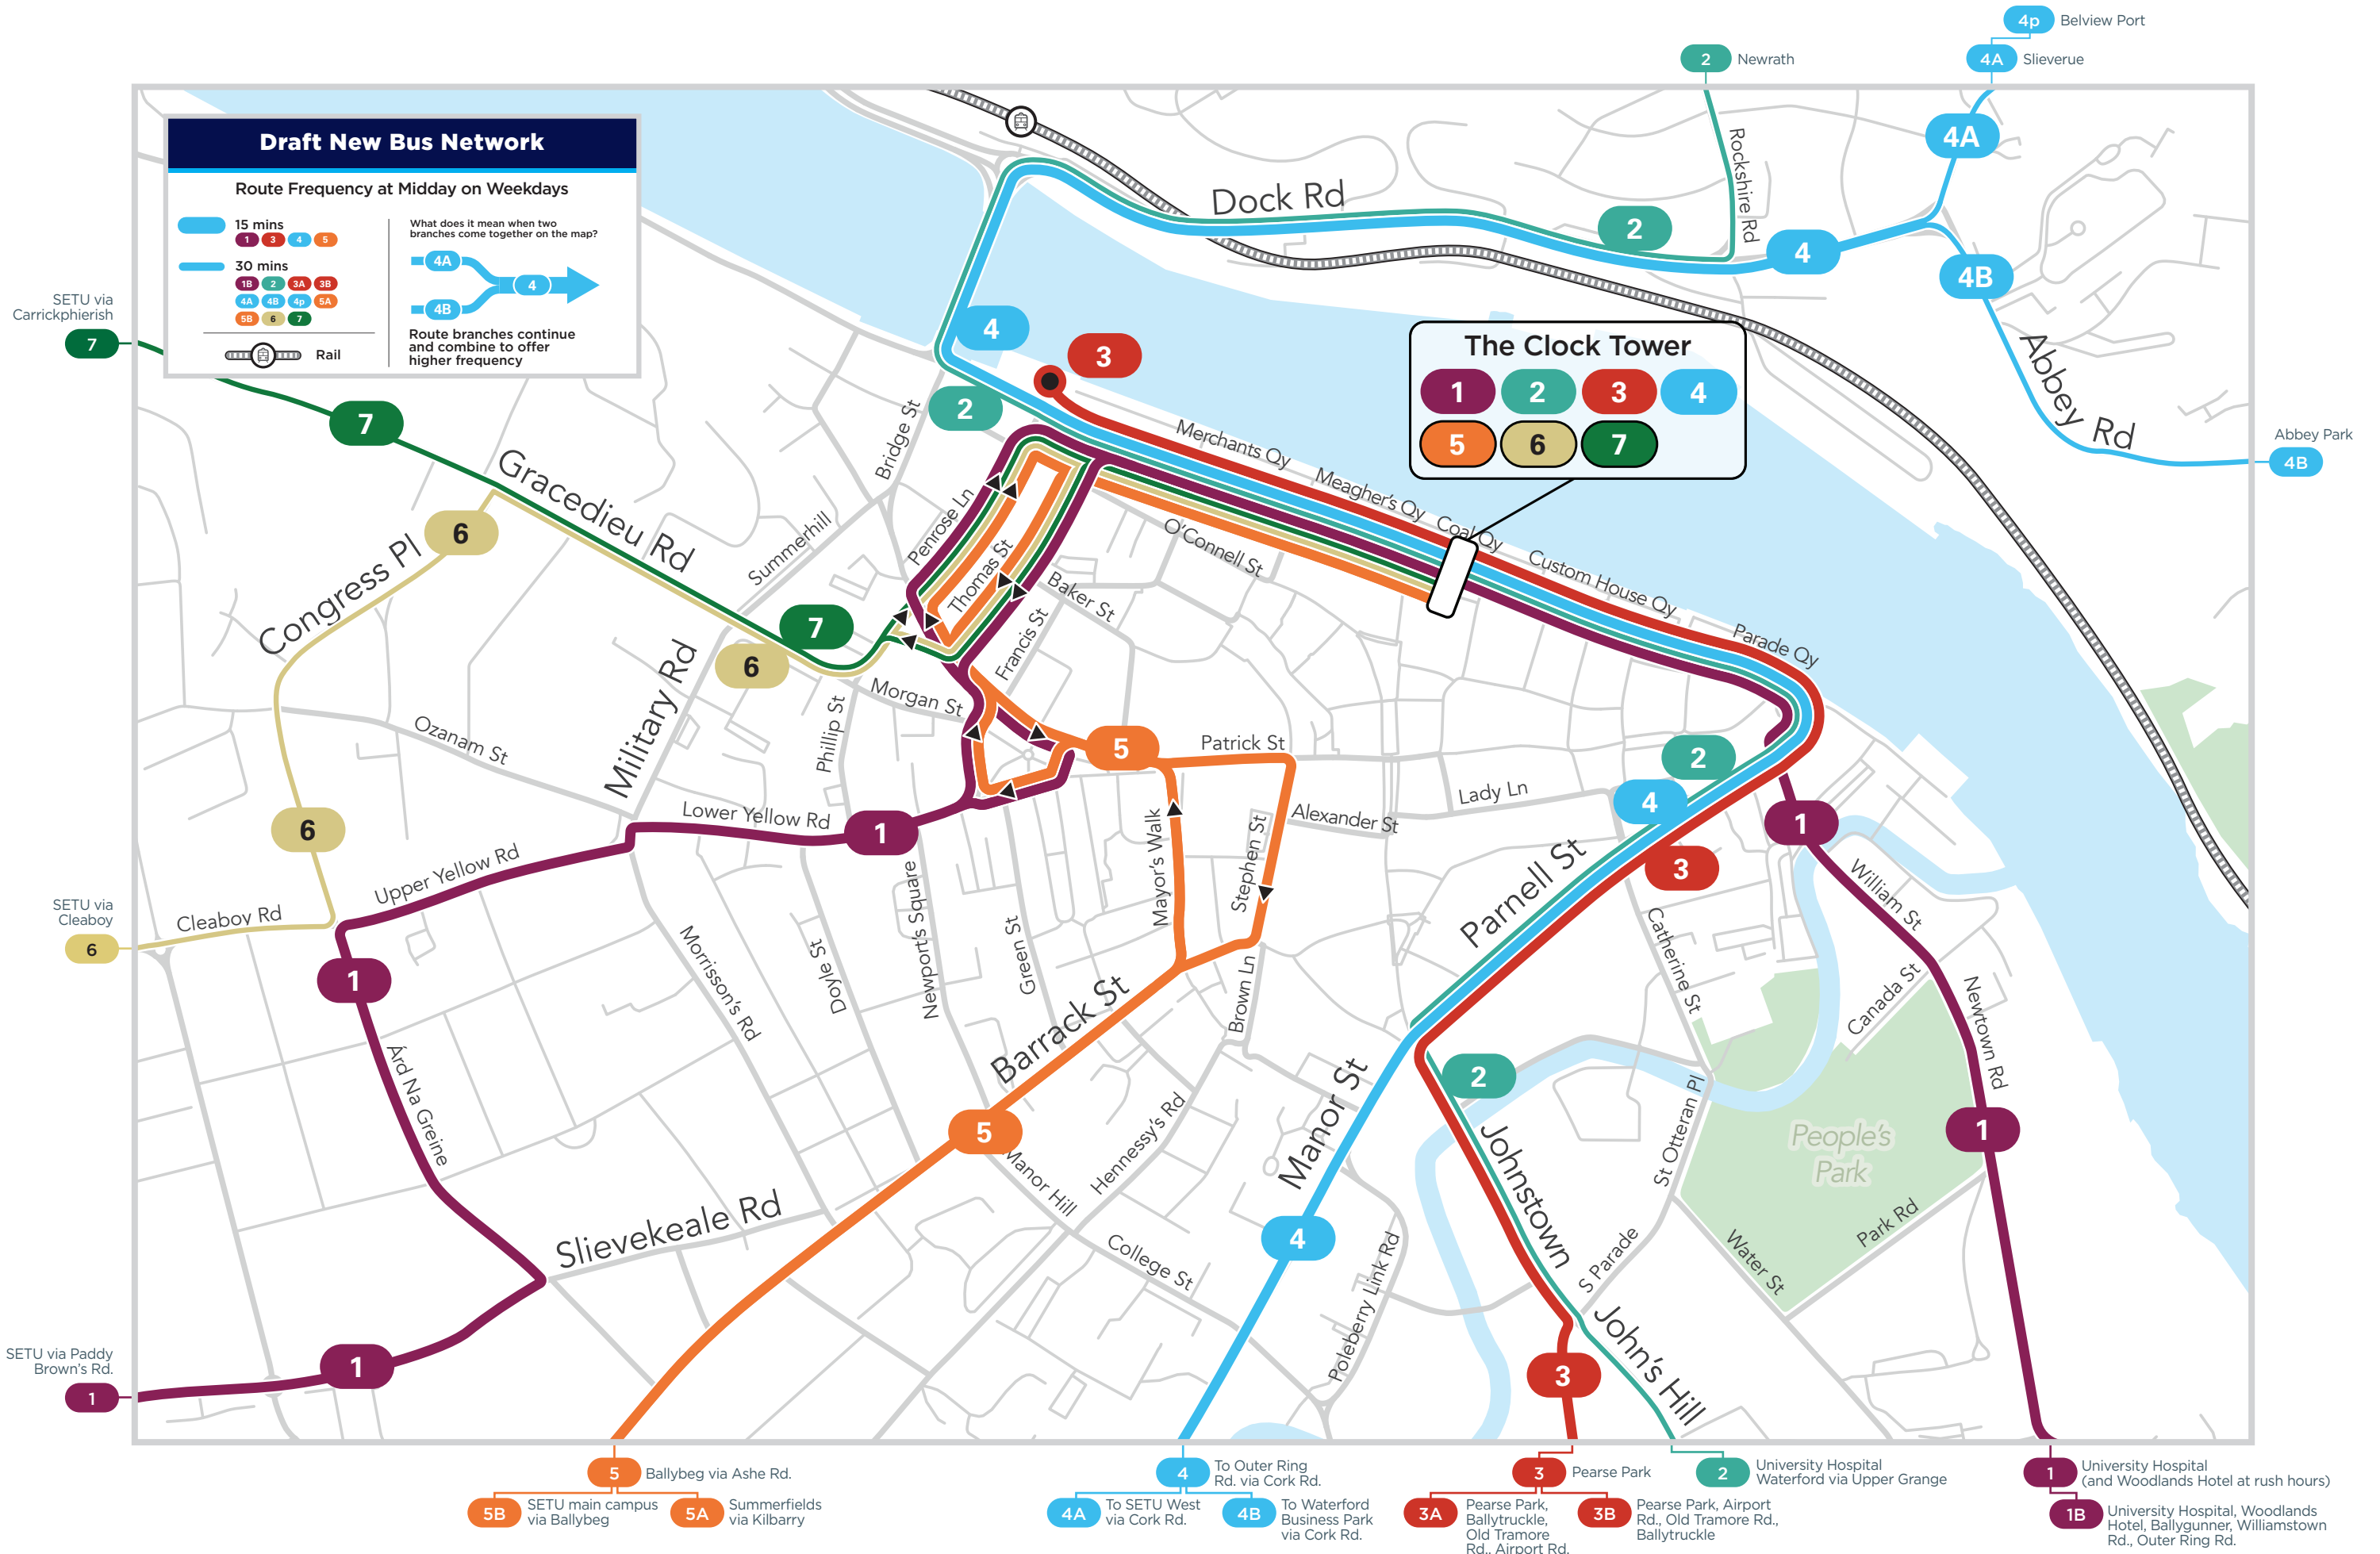 4p Belview Port
2 Newrath
4A Slieverue
Draft New Bus Network
Route Frequency at Midday on Weekdays
15 mins
1 3 4 5
30 mins
1B 2 3A 3B
4A 4B 4p 5A
5B 6 7
Rail
What does it mean when two
branches come together on the map?
4A
4
4B
Route branches continue
and combine to offer
higher frequency
4A
Rockshire Rd
Dock Rd
2
4
4B
SETU via
Carrickphierish
7
4
3
The Clock Tower
1 2 3 4
5 6 7
Abbey Rd
Abbey Park
4B
7
2
Bridge St
Merchants Qy
Meagher's Qy
Coal Qy
Custom House Qy
Parade Qy
Gracedieu Rd
6
Congress Pl
Summerhill
Penrose Ln
Thomas St
O'Connell St
Baker St
Francis St
7
6
Military Rd
Morgan St
Phillip St
Ozanam St
5
Patrick St
2
4
Lady Ln
Alexander St
1
3
Lower Yellow Rd
1
6
Upper Yellow Rd
Mayor's Walk
Stephen St
Parnell St
William St
SETU via
Cleaboy
6
Cleaboy Rd
Morrisson's Rd
Doyle St
Newport's Square
Green St
Brown Ln
Catherine St
Canada St
Newtown Rd
1
Barrack St
Árd Na Greine
2
Manor St
St Otteran Pl
People's
Park
1
5
Manor Hill
Hennessy's Rd
Johnstown
Slievekeale Rd
4
College St
Poleberry Link Rd
S Parade
Water St
Park Rd
John's Hill
SETU via Paddy
Brown's Rd.
1
1
3
5 Ballybeg via Ashe Rd.
5B SETU main campus
via Ballybeg
5A Summerfields
via Kilbarry
4 To Outer Ring
Rd. via Cork Rd.
4A To SETU West
via Cork Rd.
4B To Waterford
Business Park
via Cork Rd.
3 Pearse Park
3A Pearse Park,
Ballytruckle,
Old Tramore
Rd., Airport Rd.
3B Pearse Park, Airport
Rd., Old Tramore Rd.,
Ballytruckle
2 University Hospital
Waterford via Upper Grange
1 University Hospital
(and Woodlands Hotel at rush hours)
1B University Hospital, Woodlands
Hotel, Ballygunner, Williamstown
Rd., Outer Ring Rd.